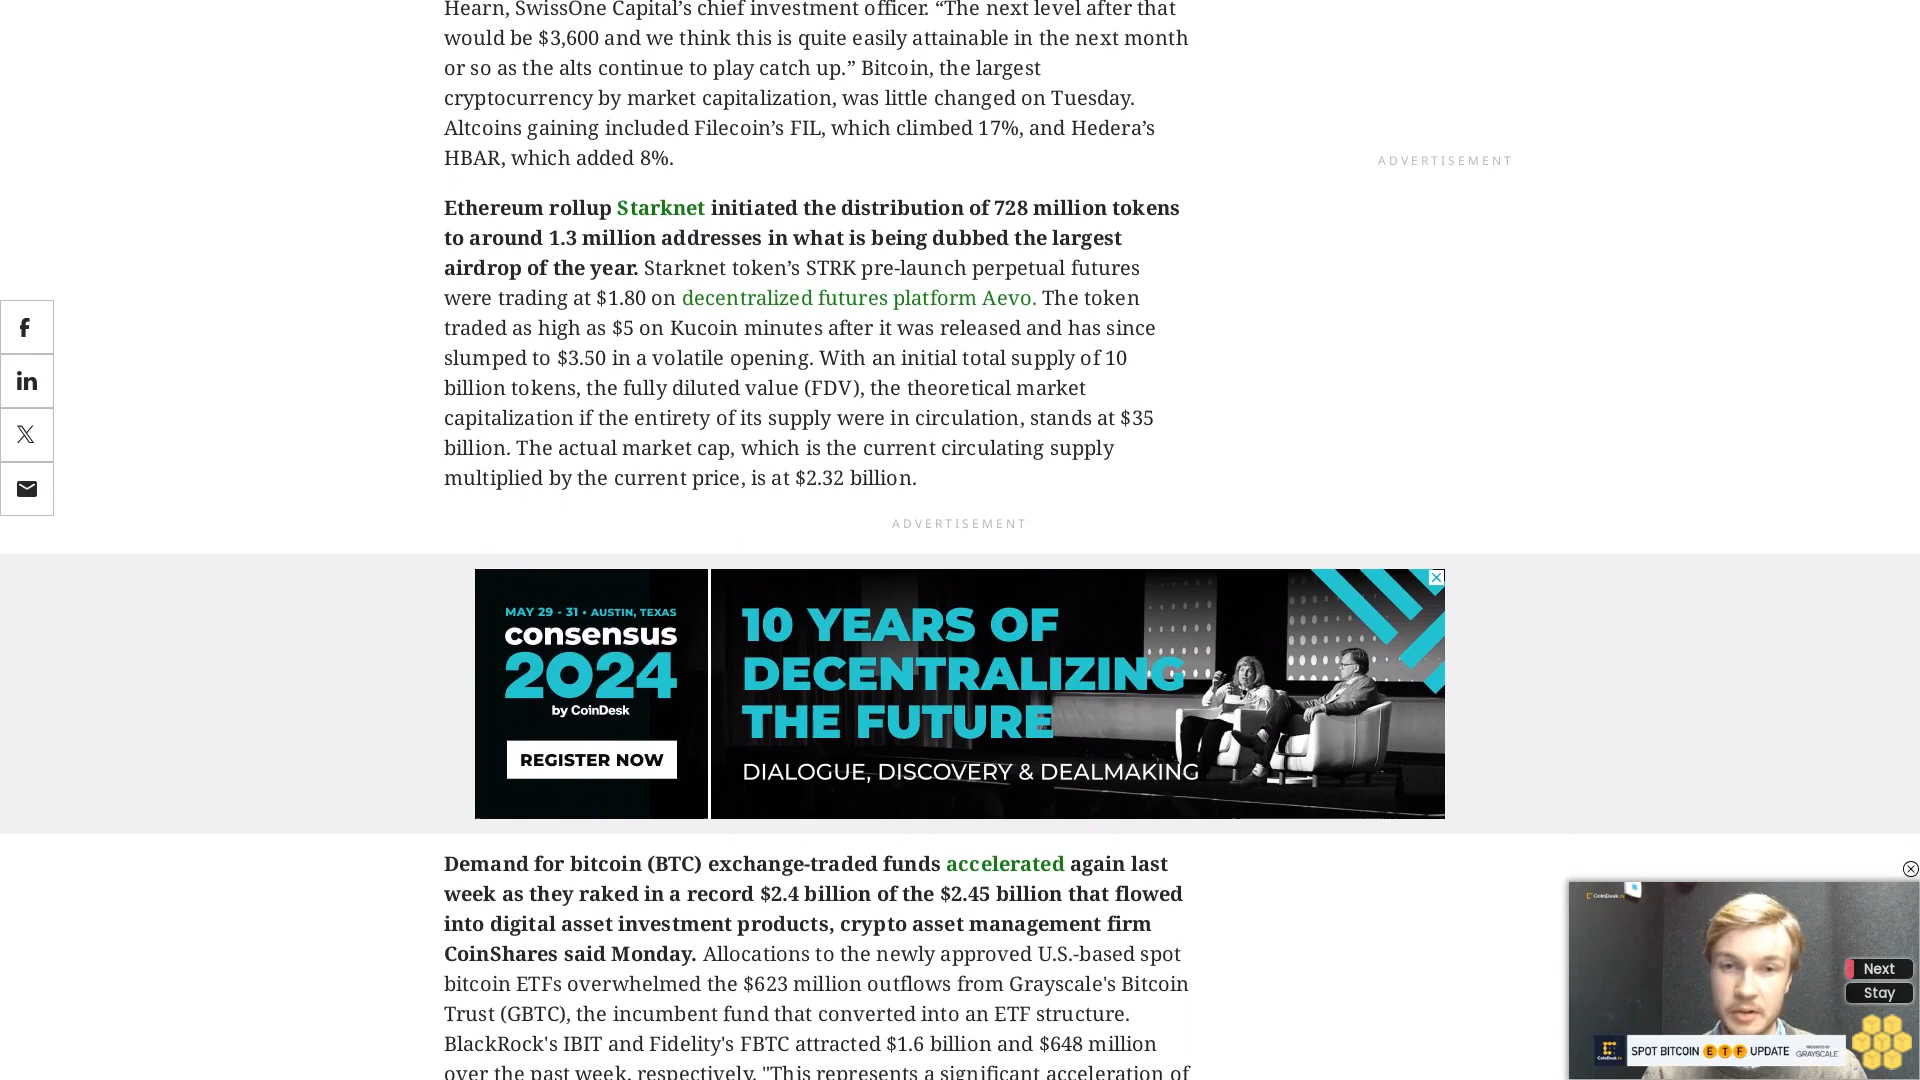 Hearn, SwissOne Capital’s chief investment officer. “The next level after that
would be $3,600 and we think this is quite easily attainable in the next month
or so as the alts continue to play catch up.” Bitcoin, the largest
cryptocurrency by market capitalization, was little changed on Tuesday.
Altcoins gaining included Filecoin’s FIL, which climbed 17%, and Hedera’s
HBAR, which added 8%.
ADVERTISEMENT
Ethereum rollup Starknet initiated the distribution of 728 million tokens
to around 1.3 million addresses in what is being dubbed the largest
airdrop of the year. Starknet token’s STRK pre-launch perpetual futures
were trading at $1.80 on decentralized futures platform Aevo. The token
traded as high as $5 on Kucoin minutes after it was released and has since
slumped to $3.50 in a volatile opening. With an initial total supply of 10
billion tokens, the fully diluted value (FDV), the theoretical market
capitalization if the entirety of its supply were in circulation, stands at $35
billion. The actual market cap, which is the current circulating supply
multiplied by the current price, is at $2.32 billion.
ADVERTISEMENT
MAY 29 - 31 • AUSTIN, TEXAS
consensus
2024
by CoinDesk
REGISTER NOW
10 YEARS OF
DECENTRALIZING
THE FUTURE
DIALOGUE, DISCOVERY & DEALMAKING
Demand for bitcoin (BTC) exchange-traded funds accelerated again last
week as they raked in a record $2.4 billion of the $2.45 billion that flowed
into digital asset investment products, crypto asset management firm
CoinShares said Monday. Allocations to the newly approved U.S.-based spot
bitcoin ETFs overwhelmed the $623 million outflows from Grayscale's Bitcoin
Trust (GBTC), the incumbent fund that converted into an ETF structure.
BlackRock's IBIT and Fidelity's FBTC attracted $1.6 billion and $648 million
over the past week, respectively. "This represents a significant acceleration of
CoinDesk
Next
Stay
SPOT BITCOIN ETF UPDATE
PRESENTED BY
GRAYSCALE
CoinDesk